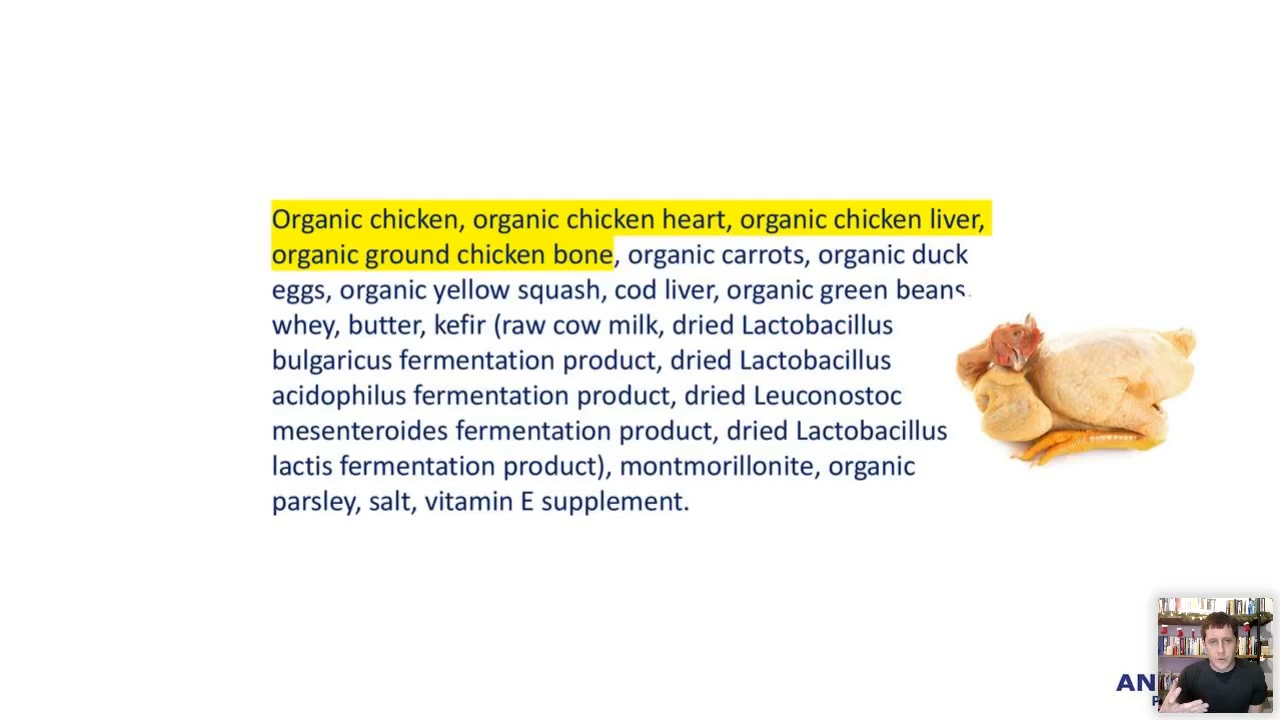 Organic chicken, organic chicken heart, organic chicken liver,
organic ground chicken bone, organic carrots, organic duck
eggs, organic yellow squash, cod liver, organic green beans
whey, butter, kefir (raw cow milk, dried Lactobacillus
bulgaricus fermentation product, dried Lactobacillus
acidophilus fermentation product, dried Leuconostoc
mesenteroides fermentation product, dried Lactobacillus
lactis fermentation product), montmorillonite, organic
parsley, salt, vitamin E supplement.
AN